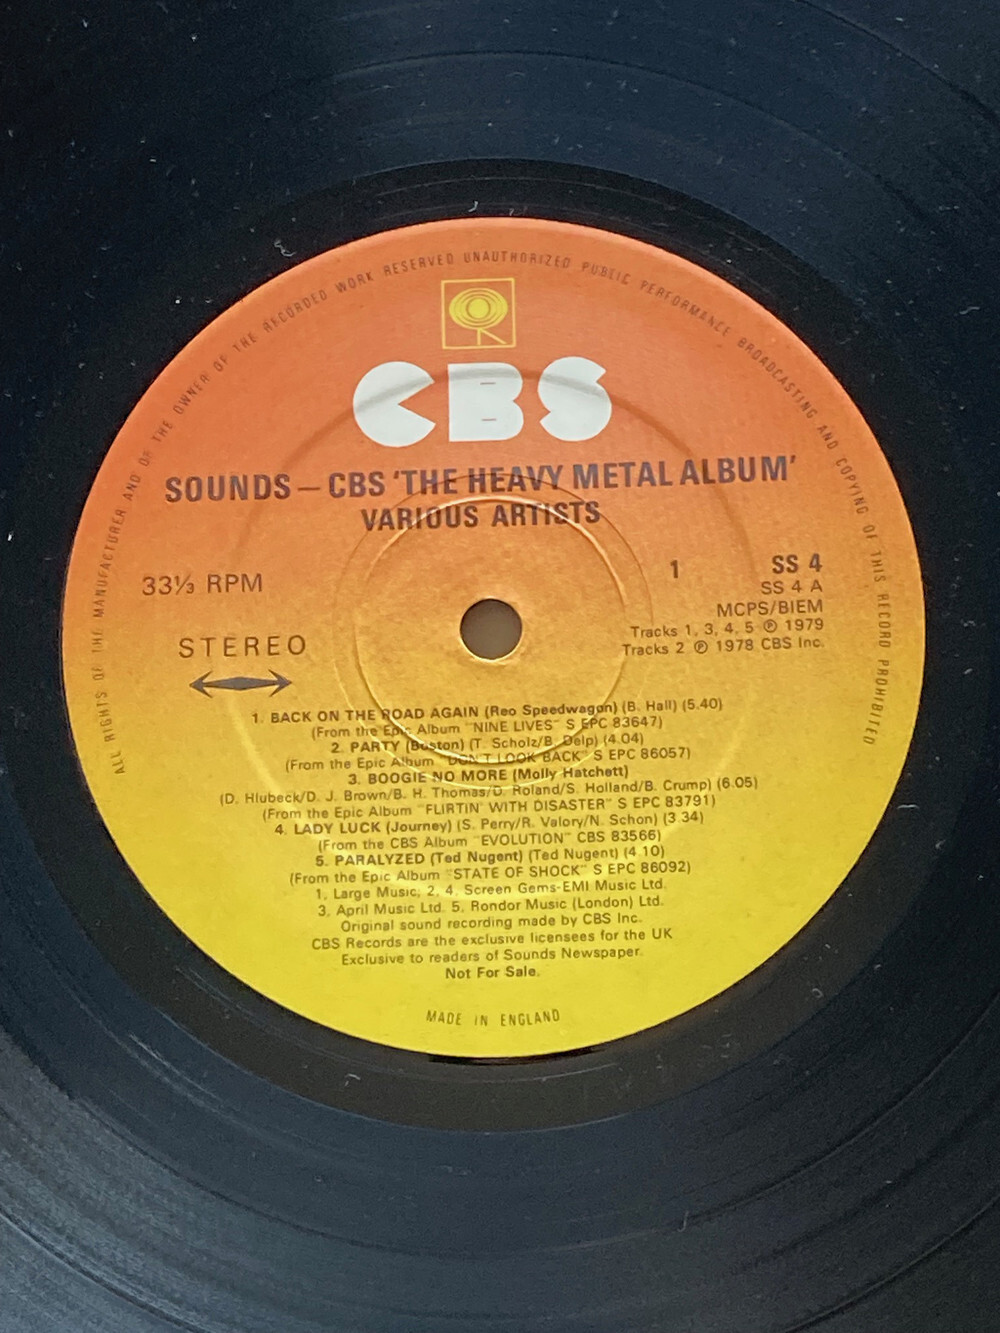 ALL RIGHTS OF THE MANUFACTURER AND OF THE OWNER OF THE RECORDED WORK RESERVED UNAUTHORIZED PUBLIC PERFORMANCE BROADCASTING AND COPYING OF THIS RECORD PROHIBITED
CBS
SOUNDS – CBS 'THE HEAVY METAL ALBUM'
VARIOUS ARTISTS
33⅓ RPM
STEREO
1 SS 4
SS 4 A
MCPS/BIEM
Tracks 1, 3, 4, 5 ℗ 1979
Tracks 2 ℗ 1978 CBS Inc.
1. BACK ON THE ROAD AGAIN (Reo Speedwagon) (B. Hall) (5.40)
(From the Epic Album "NINE LIVES" S EPC 83647)
2. PARTY (Boston) (T. Scholz/B. Delp) (4.04)
(From the Epic Album "DON'T LOOK BACK" S EPC 86057)
3. BOOGIE NO MORE (Molly Hatchett)
(D. Hlubeck/D. J. Brown/B. H. Thomas/D. Roland/S. Holland/B. Crump) (6.05)
(From the Epic Album "FLIRTIN' WITH DISASTER" S EPC 83791)
4. LADY LUCK (Journey) (S. Perry/R. Valory/N. Schon) (3.34)
(From the CBS Album "EVOLUTION" CBS 83566)
5. PARALYZED (Ted Nugent) (Ted Nugent) (4.10)
(From the Epic Album "STATE OF SHOCK" S EPC 86092)
1, Large Music; 2, 4, Screen Gems-EMI Music Ltd.
3. April Music Ltd. 5. Rondor Music (London) Ltd.
Original sound recording made by CBS Inc.
CBS Records are the exclusive licensees for the UK
Exclusive to readers of Sounds Newspaper.
Not For Sale.
MADE IN ENGLAND